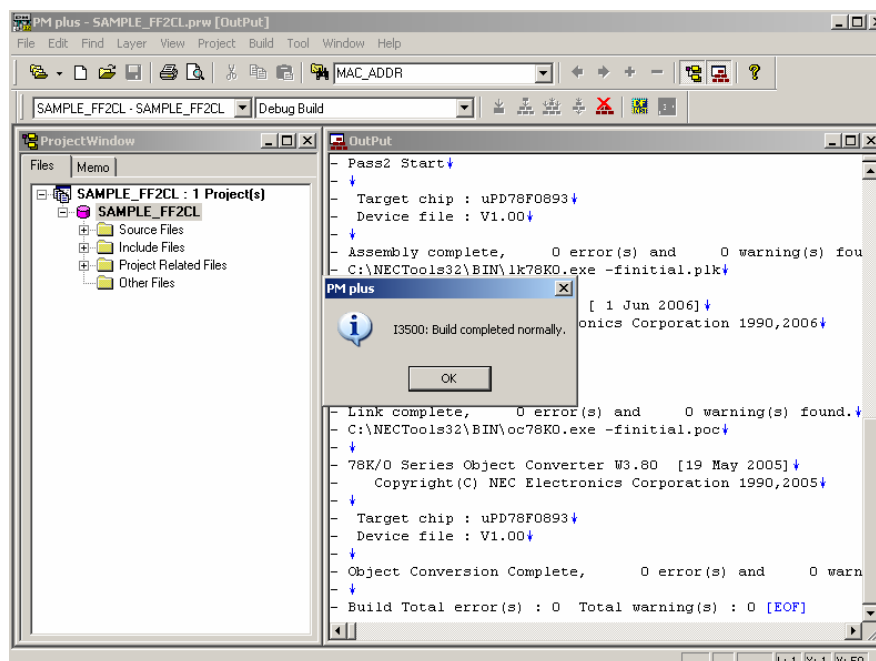 PM plus - SAMPLE_FF2CL.prw [OutPut]
File Edit Find Layer View Project Build Tool Window Help
MAC_ADDR
SAMPLE_FF2CL - SAMPLE_FF2CL
Debug Build
ProjectWindow
Files
Memo
SAMPLE_FF2CL : 1 Project(s)
SAMPLE_FF2CL
Source Files
Include Files
Project Related Files
Other Files
OutPut
- Pass2 Start↓
- ↓
- Target chip : uPD78F0893↓
- Device file : V1.00↓
- ↓
- Assembly complete, 0 error(s) and 0 warning(s) fou
- C:\NECTools32\BIN\lk78K0.exe -finitial.plk↓
[ 1 Jun 2006]↓
onics Corporation 1990,2006↓
PM plus
I3500: Build completed normally.
OK
- Link complete, 0 error(s) and 0 warning(s) found.↓
- C:\NECTools32\BIN\oc78K0.exe -finitial.poc↓
- ↓
- 78K/0 Series Object Converter W3.80 [19 May 2005]↓
- Copyright(C) NEC Electronics Corporation 1990,2005↓
- ↓
- Target chip : uPD78F0893↓
- Device file : V1.00↓
- ↓
- Object Conversion Complete, 0 error(s) and 0 warn
- ↓
- Build Total error(s) : 0 Total warning(s) : 0 [EOF]